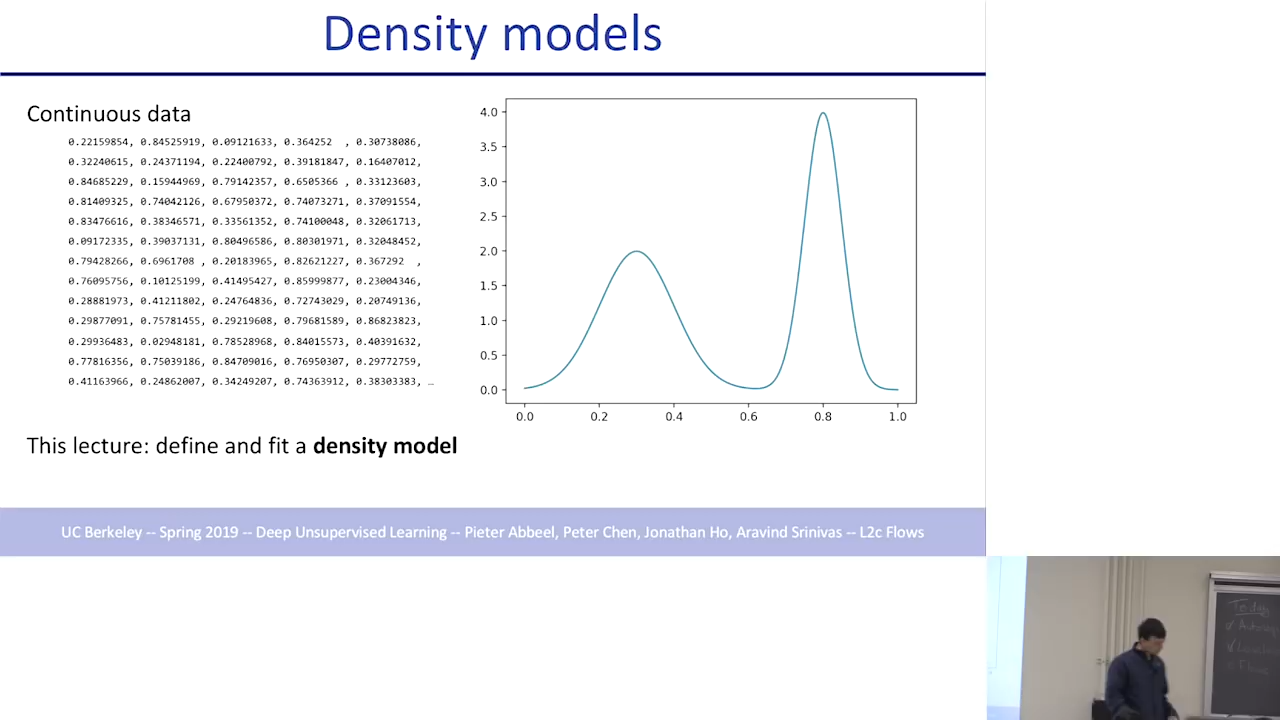 Density models
Continuous data
0.22159854, 0.84525919, 0.09121633, 0.364252  , 0.30738086,
0.32240615, 0.24371194, 0.22400792, 0.39181847, 0.16407012,
0.84685229, 0.15944969, 0.79142357, 0.6505366 , 0.33123603,
0.81409325, 0.74042126, 0.67950372, 0.74073271, 0.37091554,
0.83476616, 0.38346571, 0.33561352, 0.74100048, 0.32061713,
0.09172335, 0.39037131, 0.80496586, 0.80301971, 0.32048452,
0.79428266, 0.6961708 , 0.20183965, 0.82621227, 0.367292  ,
0.76095756, 0.10125199, 0.41495427, 0.85999877, 0.23004346,
0.28881973, 0.41211802, 0.24764836, 0.72743029, 0.20749136,
0.29877091, 0.75781455, 0.29219608, 0.79681589, 0.86823823,
0.29936483, 0.02948181, 0.78528968, 0.84015573, 0.40391632,
0.77816356, 0.75039186, 0.84709016, 0.76950307, 0.29772759,
0.41163966, 0.24862007, 0.34249207, 0.74363912, 0.38303383, …
4.0
3.5
3.0
2.5
2.0
1.5
1.0
0.5
0.0
0.0 0.2 0.4 0.6 0.8 1.0
This lecture: define and fit a density model
UC Berkeley -- Spring 2019 -- Deep Unsupervised Learning -- Pieter Abbeel, Peter Chen, Jonathan Ho, Aravind Srinivas -- L2c Flows
Today